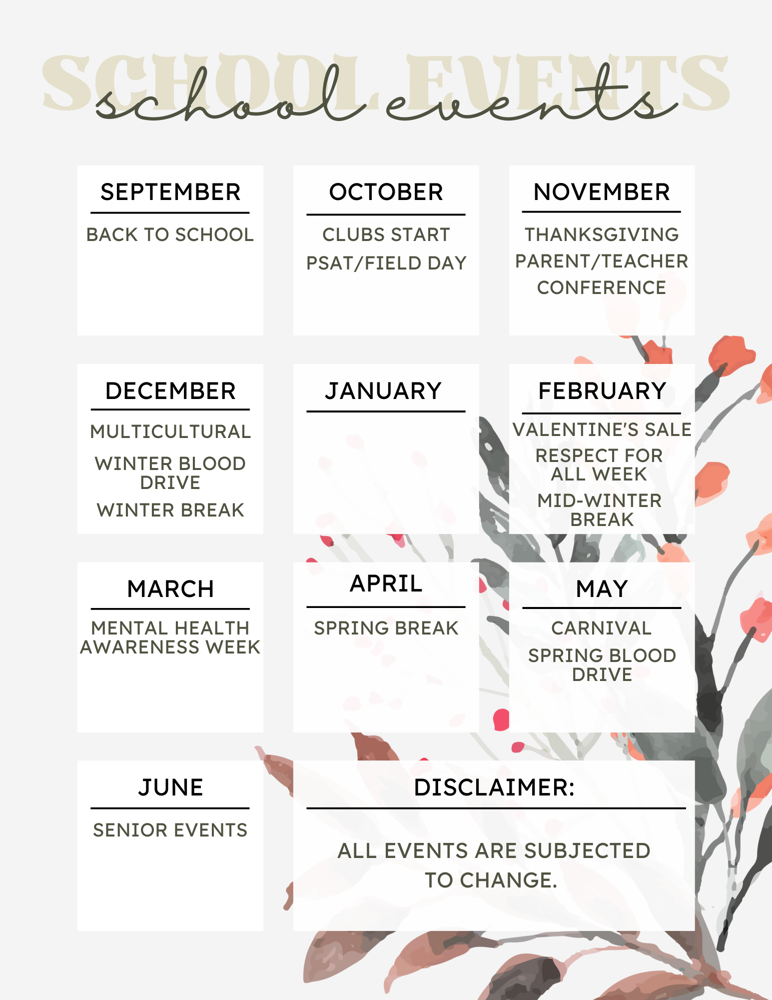 SCHOOL EVENTS
school events
SEPTEMBER
BACK TO SCHOOL
OCTOBER
CLUBS START
PSAT/FIELD DAY
NOVEMBER
THANKSGIVING
PARENT/TEACHER
CONFERENCE
DECEMBER
MULTICULTURAL
WINTER BLOOD
DRIVE
WINTER BREAK
JANUARY
FEBRUARY
VALENTINE'S SALE
RESPECT FOR
ALL WEEK
MID-WINTER
BREAK
MARCH
MENTAL HEALTH
AWARENESS WEEK
APRIL
SPRING BREAK
MAY
CARNIVAL
SPRING BLOOD
DRIVE
JUNE
SENIOR EVENTS
DISCLAIMER:
ALL EVENTS ARE SUBJECTED
TO CHANGE.